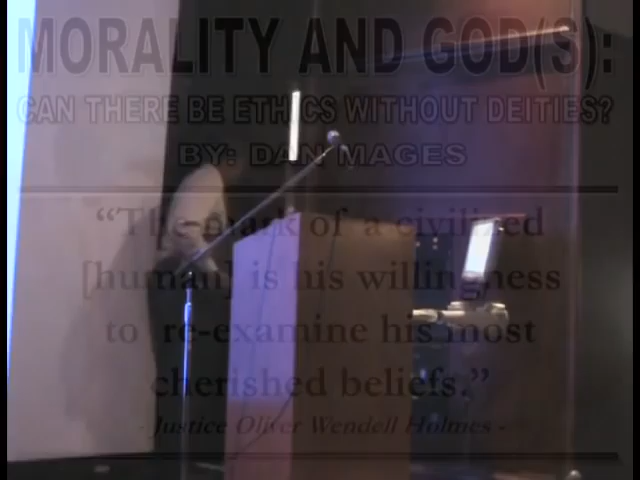 MORALITY AND GOD(S):
CAN THERE BE ETHICS WITHOUT DEITIES?
BY: DAN MAGES
“The mark of a civilized
[human] is his willingness
to re-examine his most
cherished beliefs.”
- Justice Oliver Wendell Holmes -